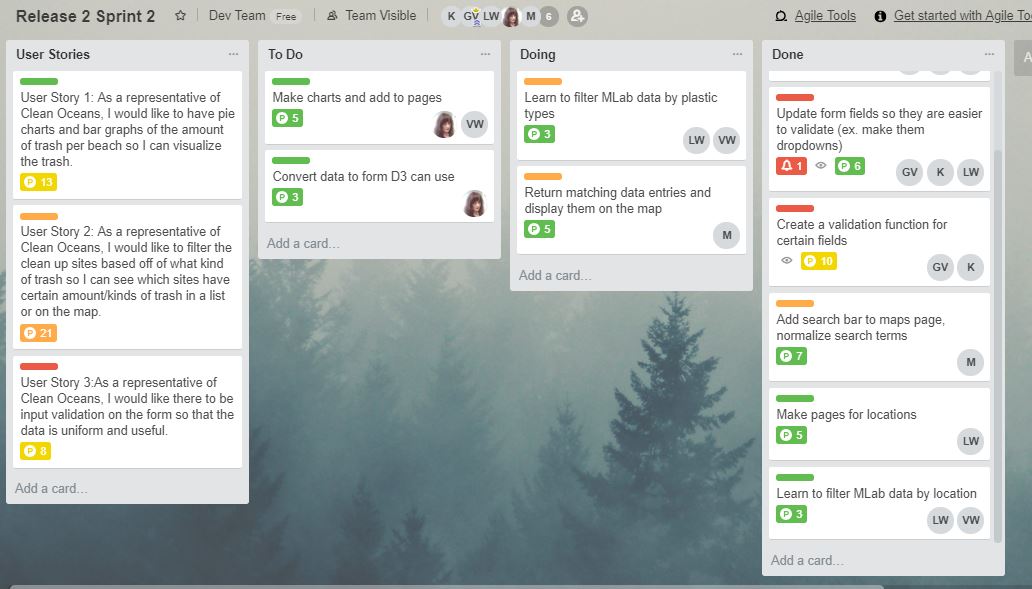 Release 2 Sprint 2 Dev Team Free Team Visible K GV LW M 6 Agile Tools Get started with Agile To
User Stories
User Story 1: As a representative of
Clean Oceans, I would like to have pie
charts and bar graphs of the amount
of trash per beach so I can visualize
the trash.
P 13
User Story 2: As a representative of
Clean Oceans, I would like to filter the
clean up sites based off of what kind
of trash so I can see which sites have
certain amount/kinds of trash in a list
or on the map.
P 21
User Story 3:As a representative of
Clean Oceans, I would like there to be
input validation on the form so that the
data is uniform and useful.
P 8
Add a card…
To Do
Make charts and add to pages
P 5
VW
Convert data to form D3 can use
P 3
Add a card…
Doing
Learn to filter MLab data by plastic
types
P 3
LW VW
Return matching data entries and
display them on the map
P 5
M
Add a card…
Done
Update form fields so they are easier
to validate (ex. make them
dropdowns)
1 P 6
GV K LW
Create a validation function for
certain fields
P 10
GV K
Add search bar to maps page,
normalize search terms
P 7
M
Make pages for locations
P 5
LW
Learn to filter MLab data by location
P 3
LW VW
Add a card…
A